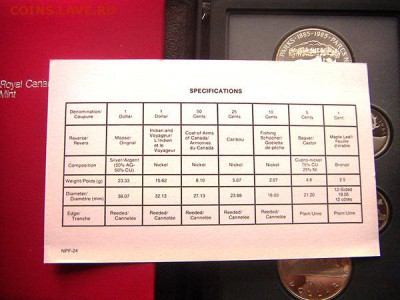 COINS.LAVE.RU
Royal Canad
Mint
PARKS · 1885 - 1985 · PARCS
SPECIFICATIONS
Denomination/ Coupure 1 Dollar 1 Dollar 50 Cents 25 Cents 10 Cents 5 Cents 1 Cent
Reverse/ Revers Moose/ Orignal Indian and Voyageur/ L'Indien et le Voyageur Coat of Arms of Canada/ Armoiries du Canada Caribou Fishing Schooner/ Goélette de pêche Beaver/ Castor Maple Leaf/ Feuille d'érable
Composition Silver/Argent (50% AG- 50% CU) Nickel Nickel Nickel Nickel Cupro-nickel 75% CU 25% NI Bronze
Weight/Poids (g) 23.33 15.62 8.10 5.07 2.07 4.6 2.5
Diameter/ Diamètre (mm) 36.07 32.13 27.13 23.88 18.03 21.20 12-Sided 19.05 12 côtés
Edge/ Tranche Reeded/ Cannelée Reeded/ Cannelée Reeded/ Cannelée Reeded/ Cannelée Reeded/ Cannelée Plain/Unie Plain/Unie
NPF-24